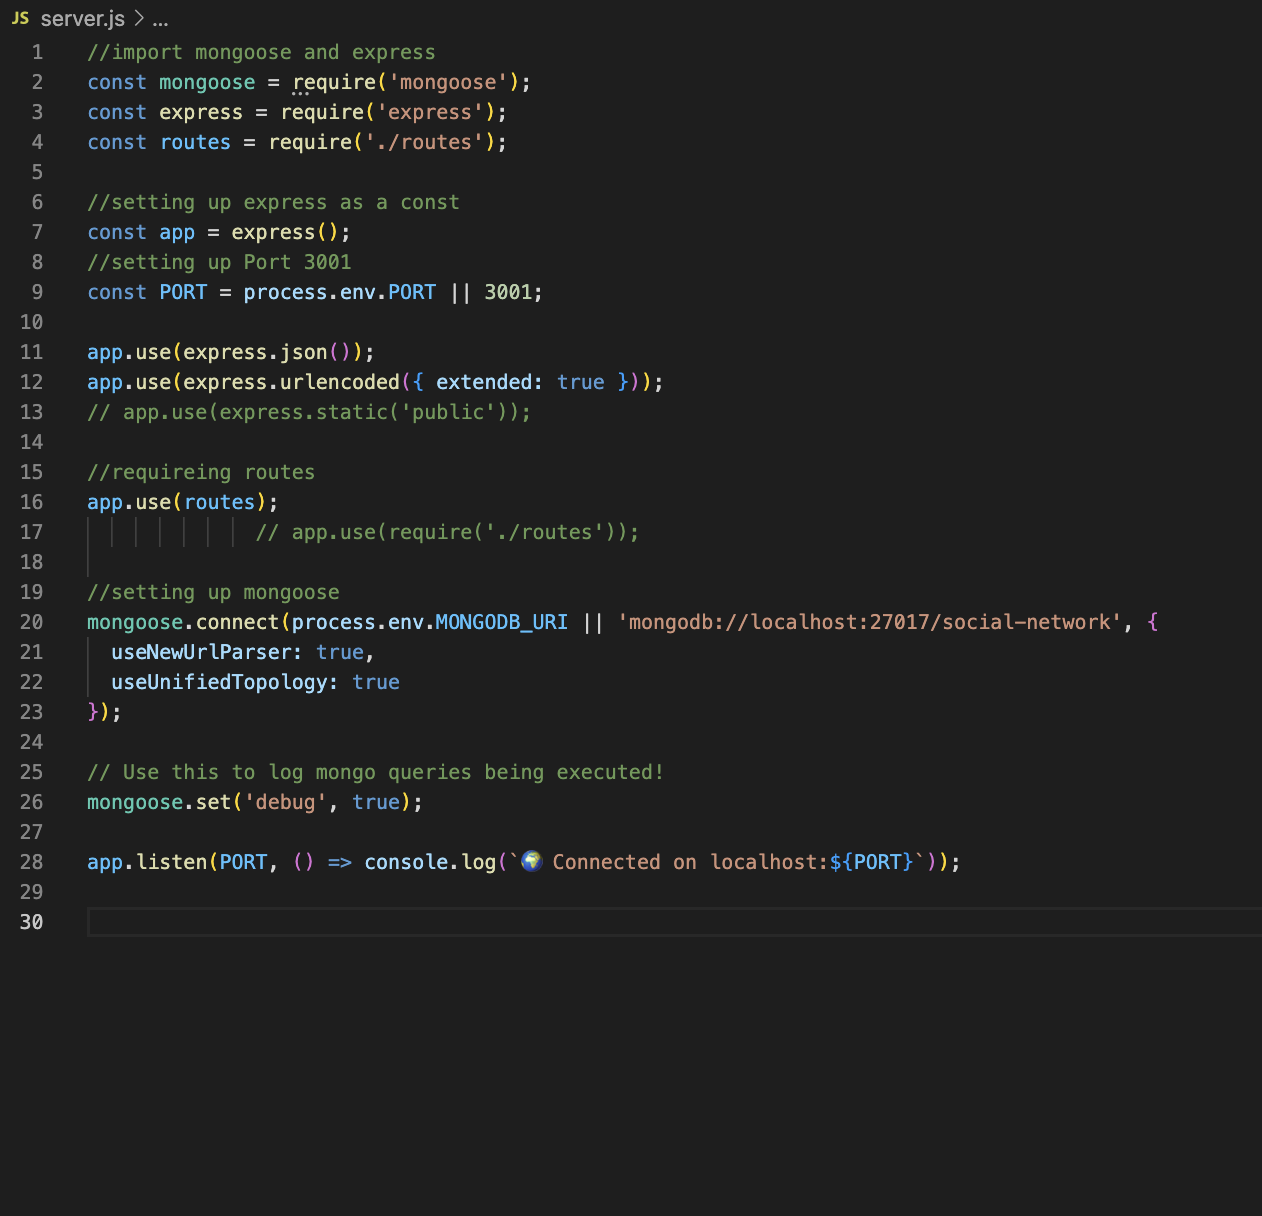 JS server.js > ...
1 //import mongoose and express
2 const mongoose = require('mongoose');
3 const express = require('express');
4 const routes = require('./routes');
5
6 //setting up express as a const
7 const app = express();
8 //setting up Port 3001
9 const PORT = process.env.PORT || 3001;
10
11 app.use(express.json());
12 app.use(express.urlencoded({ extended: true }));
13 // app.use(express.static('public'));
14
15 //requireing routes
16 app.use(routes);
17 // app.use(require('./routes'));
18
19 //setting up mongoose
20 mongoose.connect(process.env.MONGODB_URI || 'mongodb://localhost:27017/social-network', {
21 useNewUrlParser: true,
22 useUnifiedTopology: true
23 });
24
25 // Use this to log mongo queries being executed!
26 mongoose.set('debug', true);
27
28 app.listen(PORT, () => console.log(`🌍 Connected on localhost:${PORT}`));
29
30